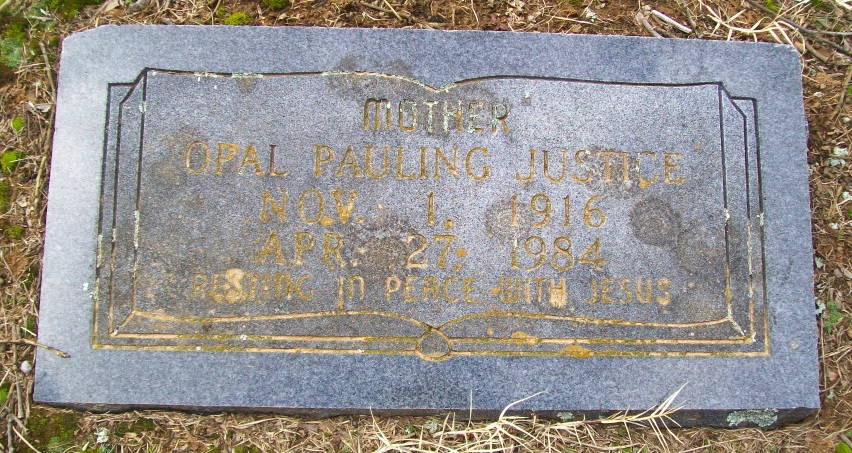 MOTHER
OPAL PAULING JUSTICE
NOV. 1, 1916
APR. 27, 1984
RESTING IN PEACE WITH JESUS